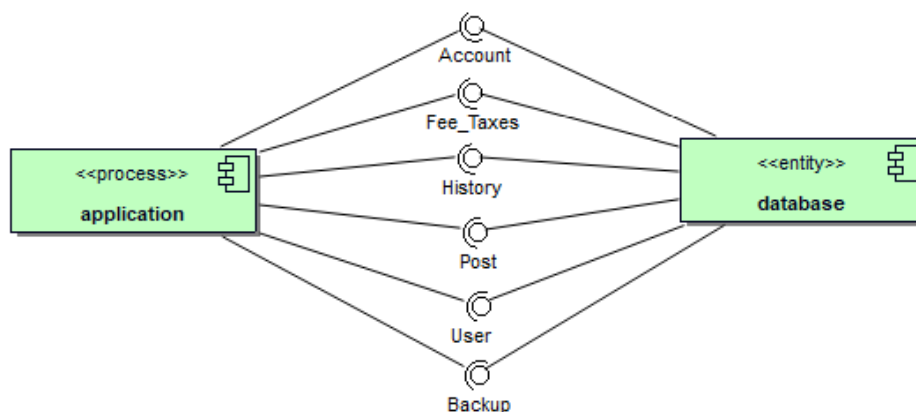 Account
Fee_Taxes
<<process>>
application
<<entity>>
database
History
Post
User
Backup